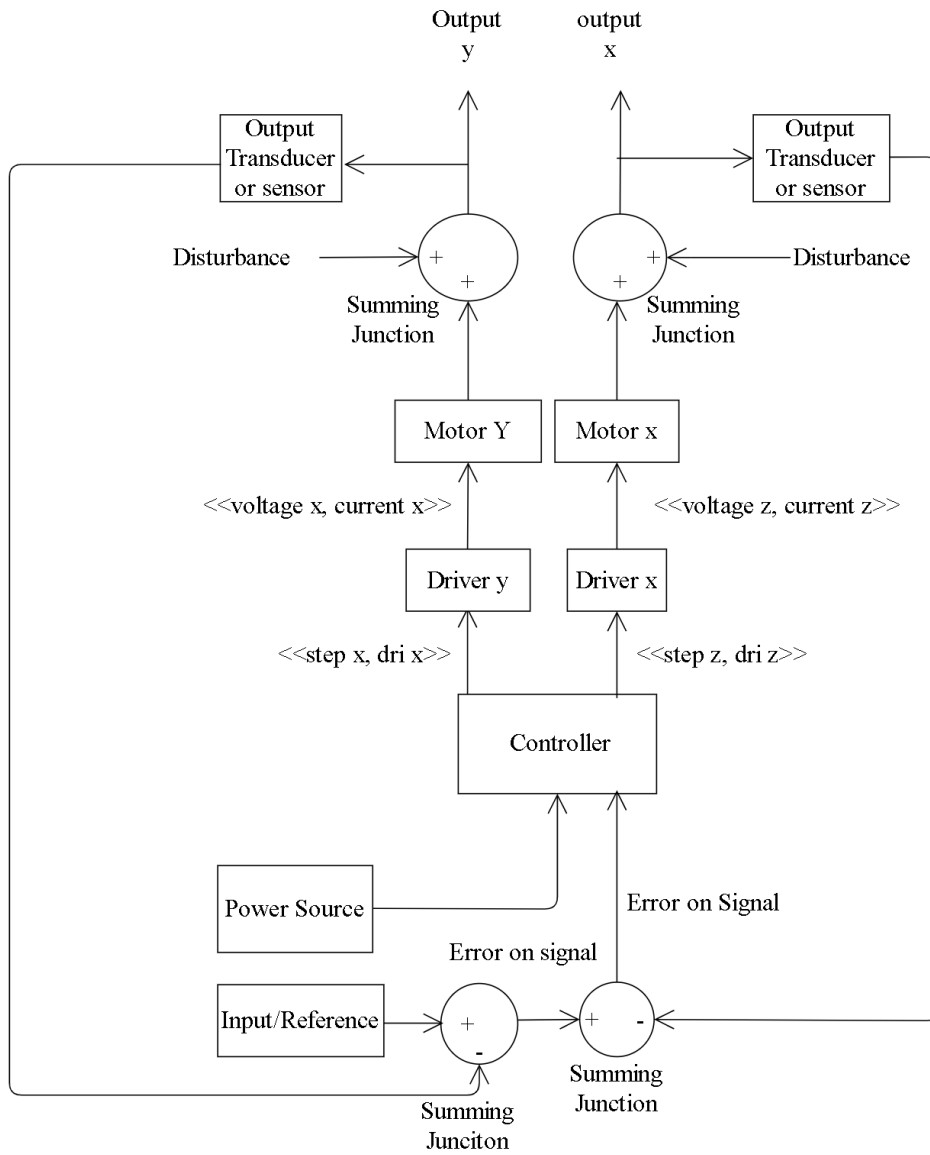 Output
y
output
x
Output
Transducer
or sensor
Output
Transducer
or sensor
Disturbance
+
+
Summing
Junction
+
+
Disturbance
Summing
Junction
Motor Y
Motor x
<<voltage x, current x>>
<<voltage z, current z>>
Driver y
Driver x
<<step x, dri x>>
<<step z, dri z>>
Controller
Power Source
Error on Signal
Error on signal
Input/Reference
+
-
+
-
Summing
Junciton
Summing
Junction